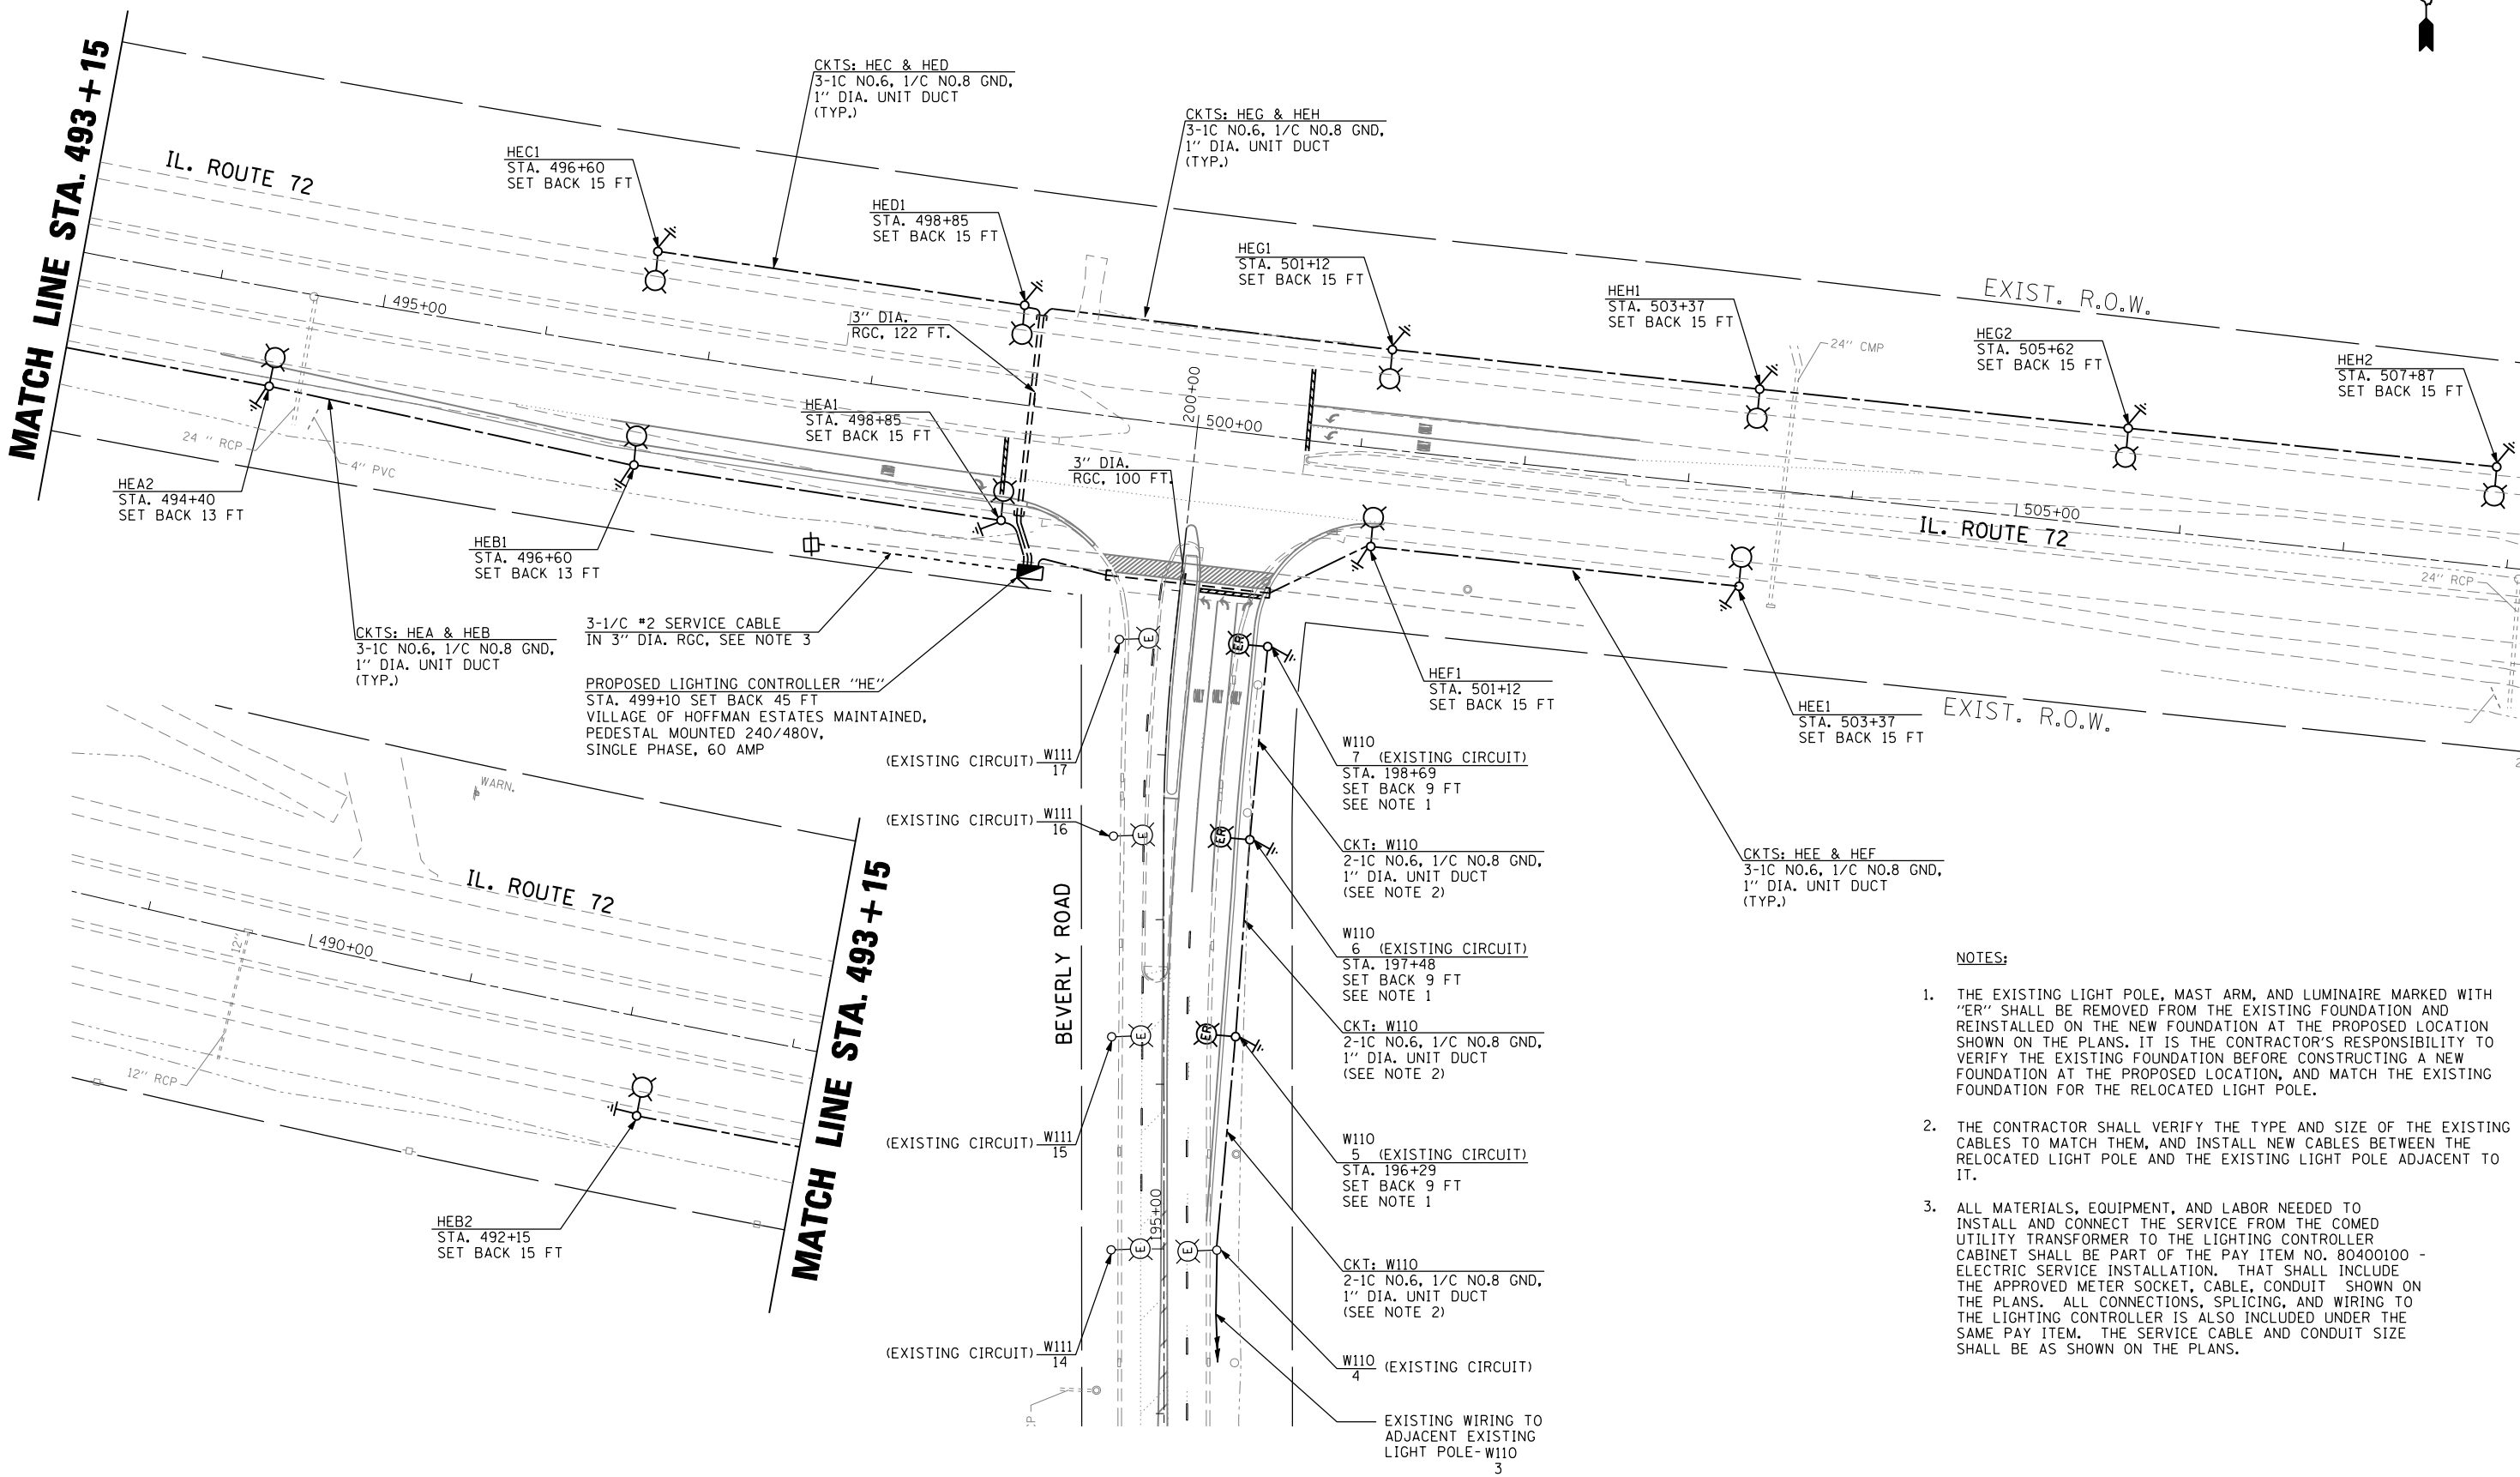 MATCH LINE STA. 493+15
IL. ROUTE 72
CKTS: HEC & HED
3-1C NO.6, 1/C NO.8 GND,
1'' DIA. UNIT DUCT
(TYP.)
CKTS: HEG & HEH
3-1C NO.6, 1/C NO.8 GND,
1'' DIA. UNIT DUCT
(TYP.)
HEC1
STA. 496+60
SET BACK 15 FT
HED1
STA. 498+85
SET BACK 15 FT
HEG1
STA. 501+12
SET BACK 15 FT
HEH1
STA. 503+37
SET BACK 15 FT
EXIST. R.O.W.
HEG2
STA. 505+62
SET BACK 15 FT
HEH2
STA. 507+87
SET BACK 15 FT
495+00
3'' DIA.
RGC, 122 FT.
24'' CMP
200+00
500+00
HEA1
STA. 498+85
SET BACK 15 FT
24 '' RCP
4'' PVC
3'' DIA.
RGC, 100 FT.
HEA2
STA. 494+40
SET BACK 13 FT
505+00
IL. ROUTE 72
HEB1
STA. 496+60
SET BACK 13 FT
24'' RCP
CKTS: HEA & HEB
3-1C NO.6, 1/C NO.8 GND,
1'' DIA. UNIT DUCT
(TYP.)
3-1/C #2 SERVICE CABLE
IN 3'' DIA. RGC, SEE NOTE 3
PROPOSED LIGHTING CONTROLLER ''HE''
STA. 499+10 SET BACK 45 FT
VILLAGE OF HOFFMAN ESTATES MAINTAINED,
PEDESTAL MOUNTED 240/480V,
SINGLE PHASE, 60 AMP
E
ER
HEF1
STA. 501+12
SET BACK 15 FT
HEE1
STA. 503+37
SET BACK 15 FT
EXIST. R.O.W.
(EXISTING CIRCUIT) W111
17
W110
7 (EXISTING CIRCUIT)
STA. 198+69
SET BACK 9 FT
SEE NOTE 1
WARN.
(EXISTING CIRCUIT) W111
16
E
ER
CKT: W110
2-1C NO.6, 1/C NO.8 GND,
1'' DIA. UNIT DUCT
(SEE NOTE 2)
CKTS: HEE & HEF
3-1C NO.6, 1/C NO.8 GND,
1'' DIA. UNIT DUCT
(TYP.)
IL. ROUTE 72
MATCH LINE STA. 493+15
BEVERLY ROAD
12''
490+00
W110
6 (EXISTING CIRCUIT)
STA. 197+48
SET BACK 9 FT
SEE NOTE 1
CKT: W110
2-1C NO.6, 1/C NO.8 GND,
1'' DIA. UNIT DUCT
(SEE NOTE 2)
E
ER
12'' RCP
(EXISTING CIRCUIT) W111
15
W110
5 (EXISTING CIRCUIT)
STA. 196+29
SET BACK 9 FT
SEE NOTE 1
HEB2
STA. 492+15
SET BACK 15 FT
195+00
E
E
CKT: W110
2-1C NO.6, 1/C NO.8 GND,
1'' DIA. UNIT DUCT
(SEE NOTE 2)
(EXISTING CIRCUIT) W111
14
W110 (EXISTING CIRCUIT)
4
EXISTING WIRING TO
ADJACENT EXISTING
LIGHT POLE- W110
3
NOTES:
1. THE EXISTING LIGHT POLE, MAST ARM, AND LUMINAIRE MARKED WITH
''ER'' SHALL BE REMOVED FROM THE EXISTING FOUNDATION AND
REINSTALLED ON THE NEW FOUNDATION AT THE PROPOSED LOCATION
SHOWN ON THE PLANS. IT IS THE CONTRACTOR'S RESPONSIBILITY TO
VERIFY THE EXISTING FOUNDATION BEFORE CONSTRUCTING A NEW
FOUNDATION AT THE PROPOSED LOCATION, AND MATCH THE EXISTING
FOUNDATION FOR THE RELOCATED LIGHT POLE.
2. THE CONTRACTOR SHALL VERIFY THE TYPE AND SIZE OF THE EXISTING
CABLES TO MATCH THEM, AND INSTALL NEW CABLES BETWEEN THE
RELOCATED LIGHT POLE AND THE EXISTING LIGHT POLE ADJACENT TO
IT.
3. ALL MATERIALS, EQUIPMENT, AND LABOR NEEDED TO
INSTALL AND CONNECT THE SERVICE FROM THE COMED
UTILITY TRANSFORMER TO THE LIGHTING CONTROLLER
CABINET SHALL BE PART OF THE PAY ITEM NO. 80400100 -
ELECTRIC SERVICE INSTALLATION. THAT SHALL INCLUDE
THE APPROVED METER SOCKET, CABLE, CONDUIT SHOWN ON
THE PLANS. ALL CONNECTIONS, SPLICING, AND WIRING TO
THE LIGHTING CONTROLLER IS ALSO INCLUDED UNDER THE
SAME PAY ITEM. THE SERVICE CABLE AND CONDUIT SIZE
SHALL BE AS SHOWN ON THE PLANS.